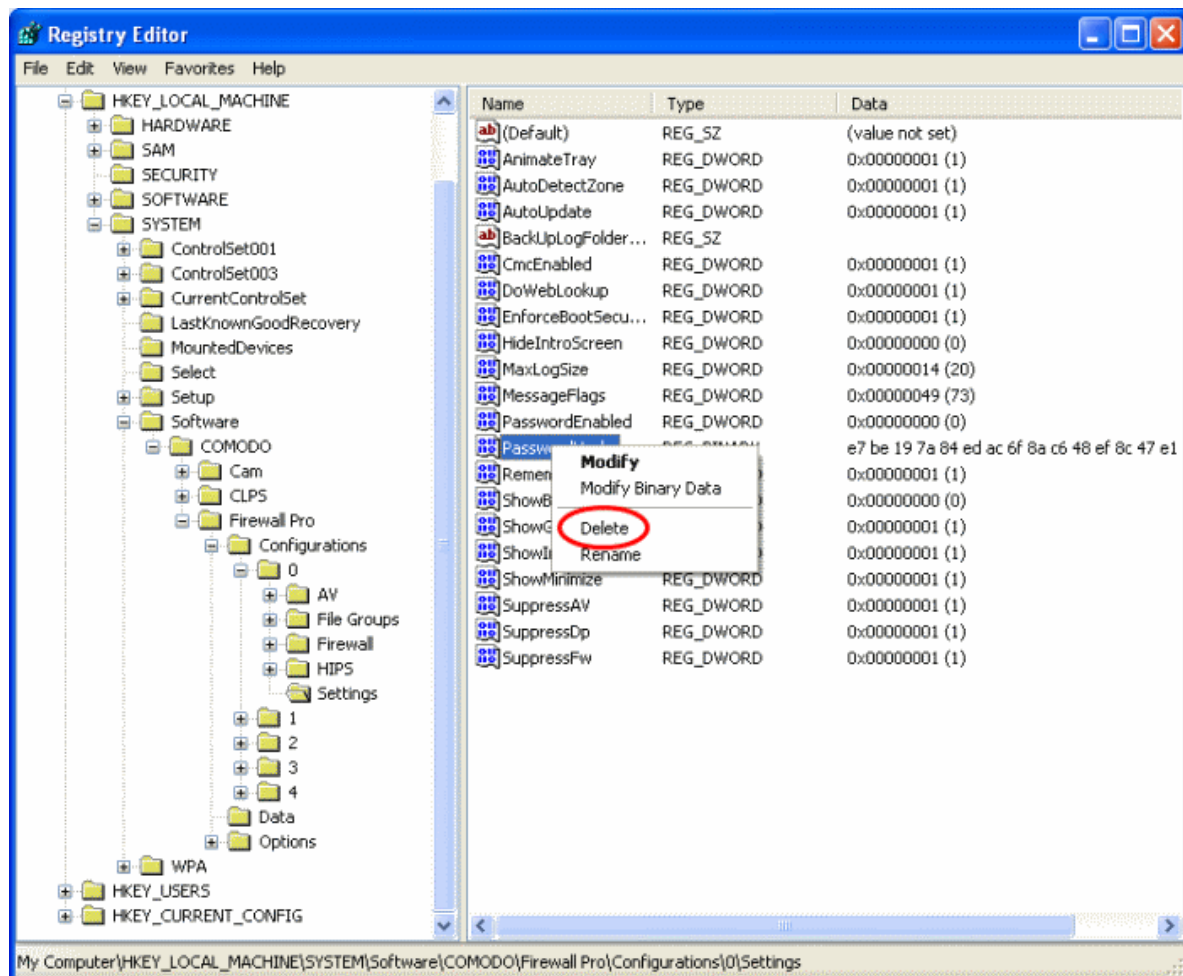 Registry Editor
File Edit View Favorites Help
HKEY_LOCAL_MACHINE
HARDWARE
SAM
SECURITY
SOFTWARE
SYSTEM
ControlSet001
ControlSet003
CurrentControlSet
LastKnownGoodRecovery
MountedDevices
Select
Setup
Software
COMODO
Cam
CLPS
Firewall Pro
Configurations
0
AV
File Groups
Firewall
HIPS
Settings
1
2
3
4
Data
Options
WPA
HKEY_USERS
HKEY_CURRENT_CONFIG
Name Type Data
(Default) REG_SZ (value not set)
AnimateTray REG_DWORD 0x00000001 (1)
AutoDetectZone REG_DWORD 0x00000001 (1)
AutoUpdate REG_DWORD 0x00000001 (1)
BackUpLogFolder... REG_SZ
CmcEnabled REG_DWORD 0x00000001 (1)
DoWebLookup REG_DWORD 0x00000001 (1)
EnforceBootSecu... REG_DWORD 0x00000001 (1)
HideIntroScreen REG_DWORD 0x00000000 (0)
MaxLogSize REG_DWORD 0x00000014 (20)
MessageFlags REG_DWORD 0x00000049 (73)
PasswordEnabled REG_DWORD 0x00000000 (0)
e7 be 19 7a 84 ed ac 6f 8a c6 48 ef 8c 47 e1
0x00000001 (1)
0x00000000 (0)
0x00000001 (1)
0x00000001 (1)
Modify
Modify Binary Data
Delete
Rename
ShowMinimize REG_DWORD 0x00000001 (1)
SuppressAV REG_DWORD 0x00000001 (1)
SuppressDp REG_DWORD 0x00000001 (1)
SuppressFw REG_DWORD 0x00000001 (1)
My Computer\HKEY_LOCAL_MACHINE\SYSTEM\Software\COMODO\Firewall Pro\Configurations\0\Settings